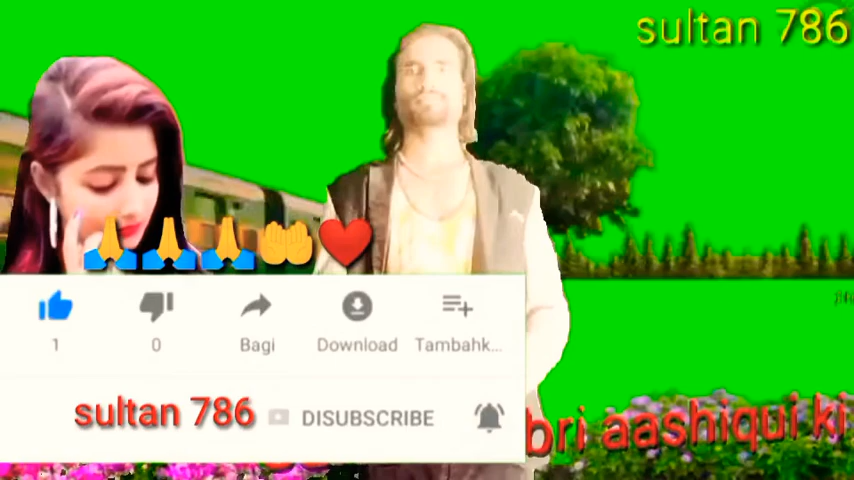 sultan 786
1
0
Bagi
Download
Tambahk...
sultan 786
DISUBSCRIBE
bri aashiqui ki